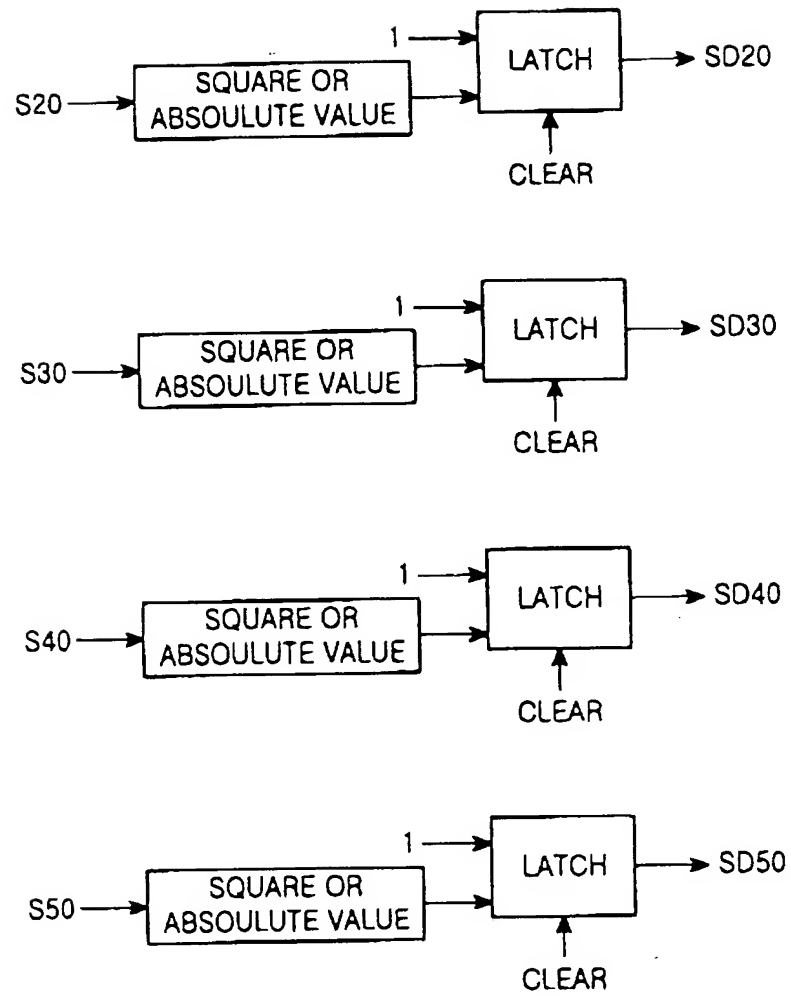 1
LATCH
SD20
S20
SQUARE OR
ABSOULUTE VALUE
CLEAR
1
LATCH
SD30
S30
SQUARE OR
ABSOULUTE VALUE
CLEAR
1
LATCH
SD40
S40
SQUARE OR
ABSOULUTE VALUE
CLEAR
1
LATCH
SD50
S50
SQUARE OR
ABSOULUTE VALUE
CLEAR